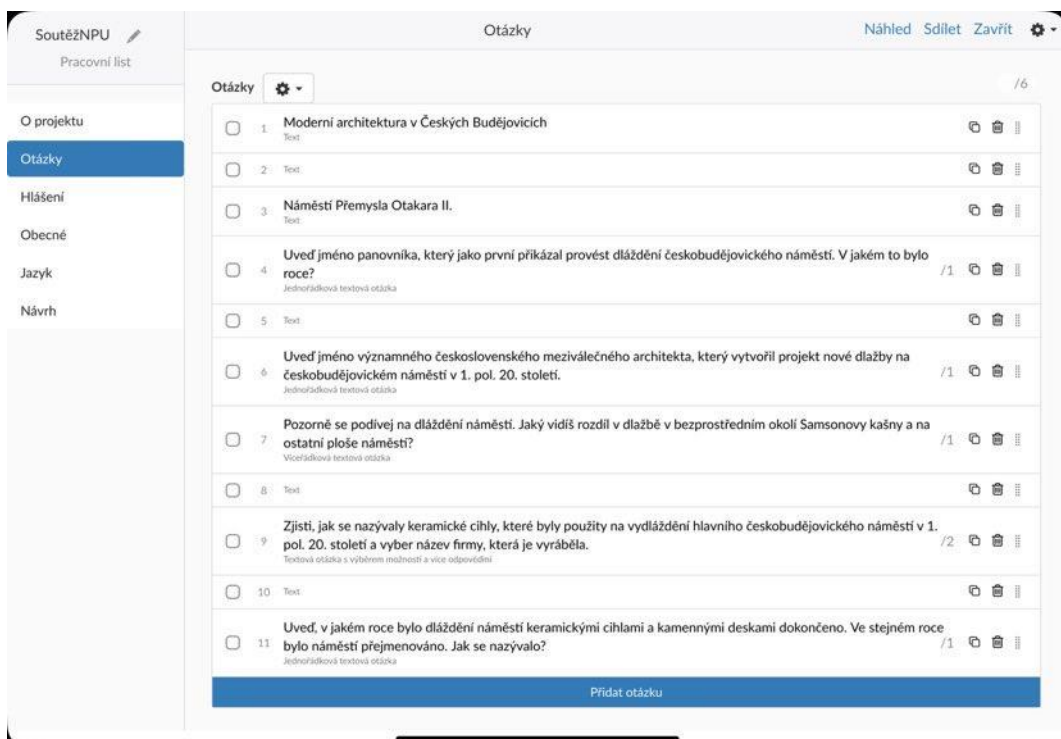 SoutěžNPU
Pracovní list
Otázky
Náhled Sdílet Zavřít
O projektu
Otázky
Hlášení
Obecné
Jazyk
Návrh
Otázky
/6
1 Moderní architektura v Českých Budějovicích
Text
2 Text
3 Náměstí Přemysla Otakara II.
Text
4 Uveď jméno panovníka, který jako první přikázal provést dláždění českobudějovického náměstí. V jakém to bylo
roce? /1
Jednořádková textová otázka
5 Text
6 Uveď jméno významného československého meziválečného architekta, který vytvořil projekt nové dlažby na
českobudějovickém náměstí v 1. pol. 20. století. /1
Jednořádková textová otázka
7 Pozorně se podívej na dláždění náměstí. Jaký vidíš rozdíl v dlažbě v bezprostředním okolí Samsonovy kašny a na
ostatní ploše náměstí? /1
Víceřádková textová otázka
8 Text
9 Zjisti, jak se nazývaly keramické cihly, které byly použity na vydláždění hlavního českobudějovického náměstí v 1.
pol. 20. století a vyber název firmy, která je vyráběla. /2
Textová otázka s výběrem možností a více odpověďmi
10 Text
11 Uveď, v jakém roce bylo dláždění náměstí keramickými cihlami a kamennými deskami dokončeno. Ve stejném roce
bylo náměstí přejmenováno. Jak se nazývalo? /1
Jednořádková textová otázka
Přidat otázku